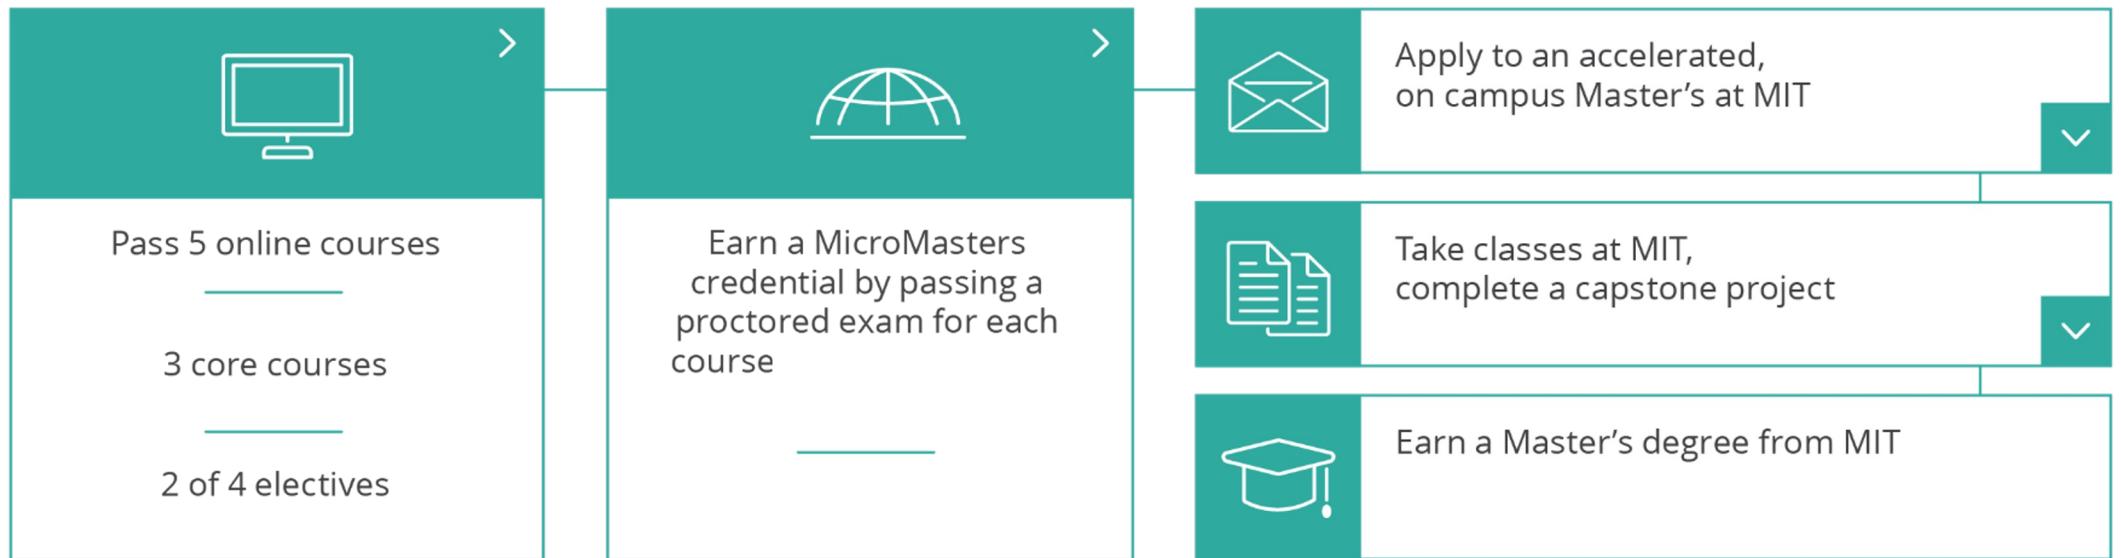 Pass 5 online courses
3 core courses
2 of 4 electives
Earn a MicroMasters
credential by passing a
proctored exam for each
course
Apply to an accelerated,
on campus Master’s at MIT
Take classes at MIT,
complete a capstone project
Earn a Master’s degree from MIT